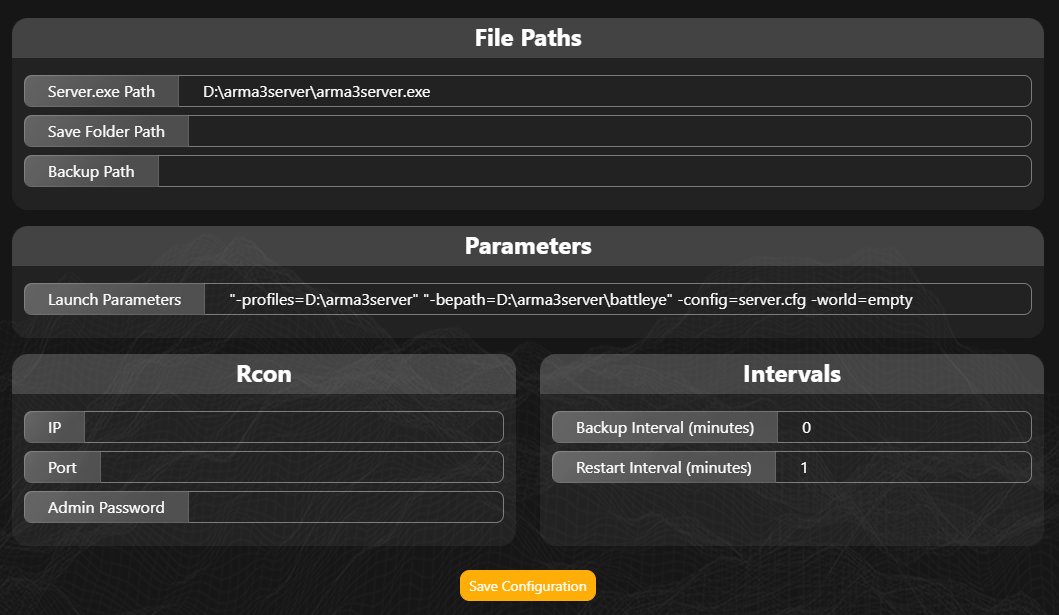 File Paths
Server.exe Path D:\arma3server\arma3server.exe
Save Folder Path
Backup Path
Parameters
Launch Parameters "-profiles=D:\arma3server" "-bepath=D:\arma3server\battleye" -config=server.cfg -world=empty
Rcon
IP
Port
Admin Password
Intervals
Backup Interval (minutes) 0
Restart Interval (minutes) 1
Save Configuration